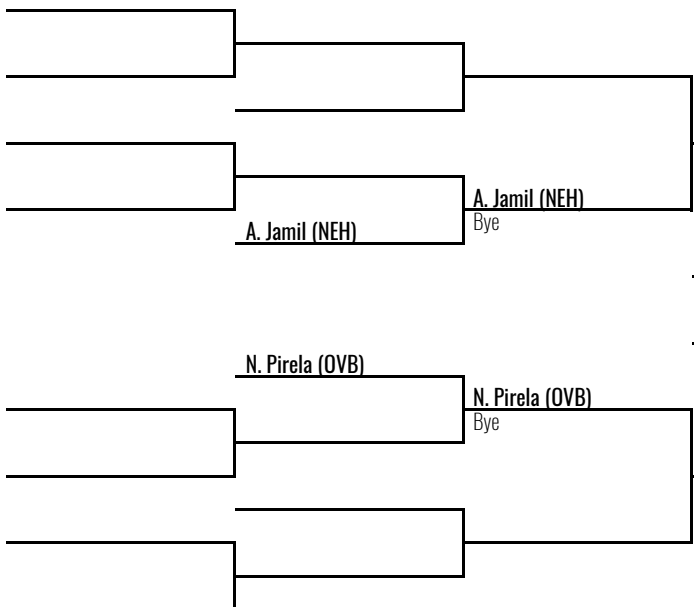 A. Jamil (NEH)
Bye
A. Jamil (NEH)
N. Pirela (OVB)
N. Pirela (OVB)
Bye